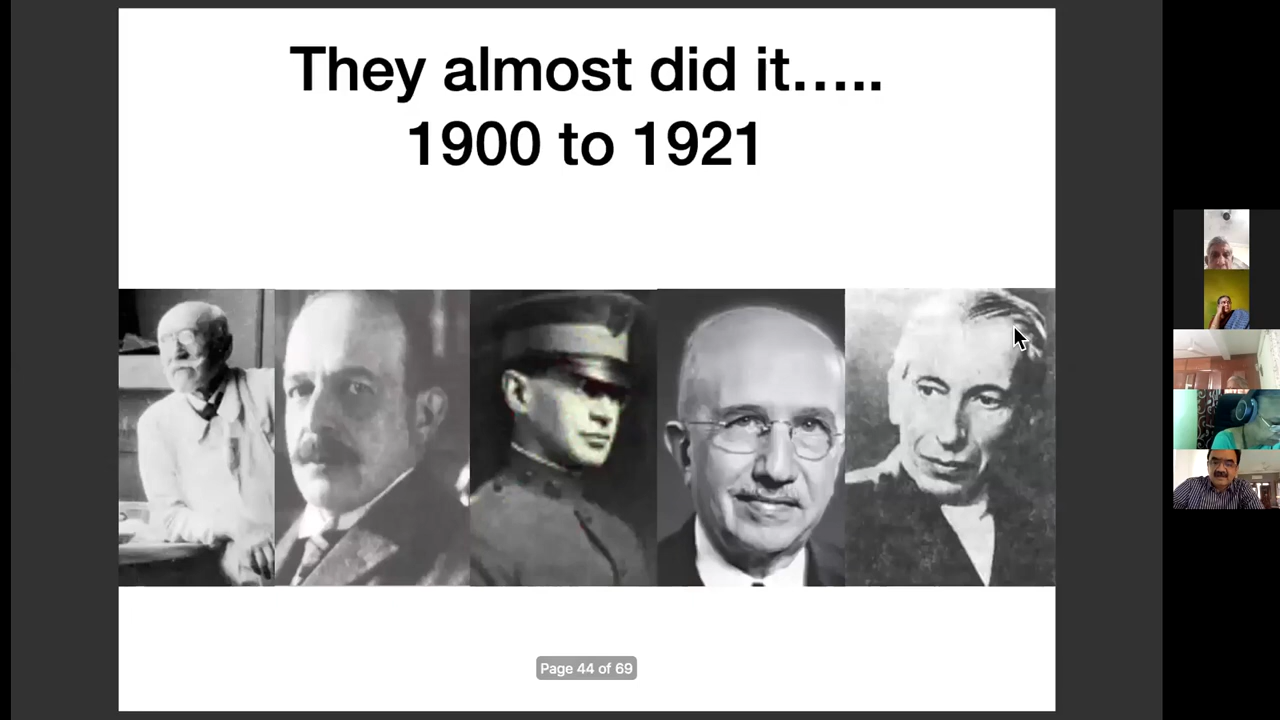 They almost did it.....
1900 to 1921
Page 44 of 69